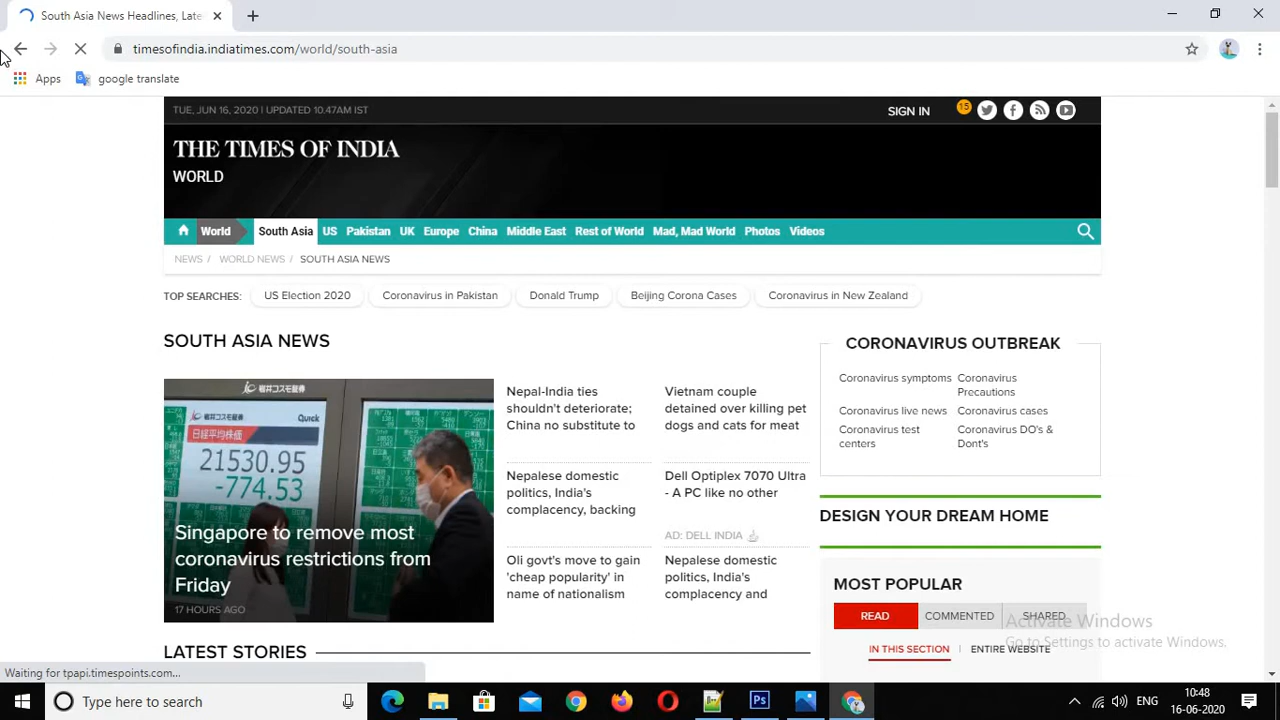 South Asia News Headlines, Late
timesofindia.indiatimes.com/world/south-asia
Apps
google translate
TUE, JUN 16, 2020 | UPDATED 10.47AM IST
SIGN IN
15
THE TIMES OF INDIA
WORLD
World
South Asia
US
Pakistan
UK
Europe
China
Middle East
Rest of World
Mad, Mad World
Photos
Videos
NEWS / WORLD NEWS / SOUTH ASIA NEWS
TOP SEARCHES:
US Election 2020
Coronavirus in Pakistan
Donald Trump
Beijing Corona Cases
Coronavirus in New Zealand
SOUTH ASIA NEWS
Quick
21530.95
-774.53
Singapore to remove most
coronavirus restrictions from
Friday
17 HOURS AGO
Nepal-India ties
shouldn't deteriorate;
China no substitute to
Vietnam couple
detained over killing pet
dogs and cats for meat
Nepalese domestic
politics, India's
complacency, backing
Dell Optiplex 7070 Ultra
- A PC like no other
AD: DELL INDIA
Oli govt's move to gain
'cheap popularity' in
name of nationalism
Nepalese domestic
politics, India's
complacency and
CORONAVIRUS OUTBREAK
Coronavirus symptoms
Coronavirus
Precautions
Coronavirus live news
Coronavirus cases
Coronavirus test
centers
Coronavirus DO's &
Dont's
DESIGN YOUR DREAM HOME
MOST POPULAR
READ
COMMENTED
SHARED
IN THIS SECTION | ENTIRE WEBSITE
LATEST STORIES
Activate Windows
Go to Settings to activate Windows.
Waiting for tpapi.timespoints.com...
Type here to search
ENG
10:48
16-06-2020